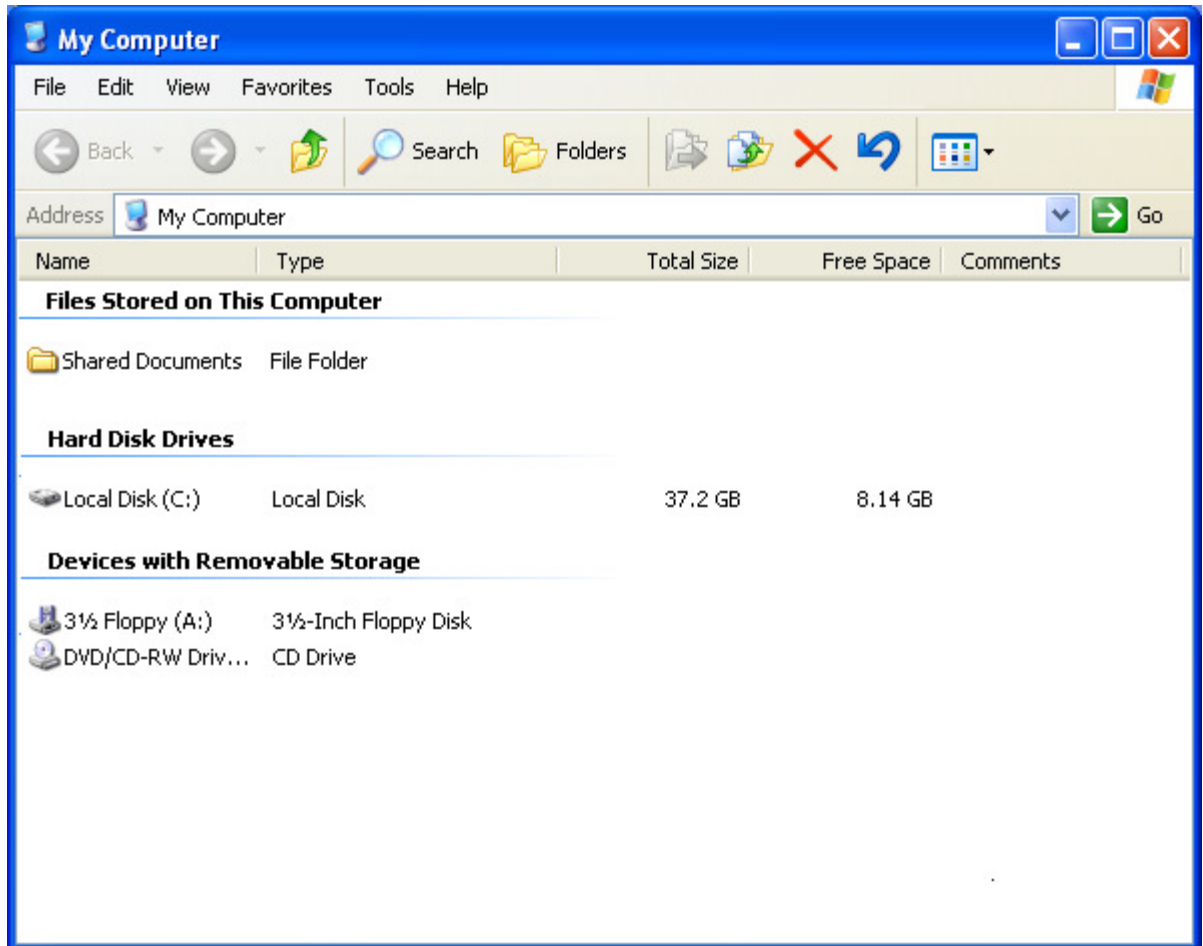 My Computer
File Edit View Favorites Tools Help
Back Search Folders
Address My Computer Go
Name Type Total Size Free Space Comments
Files Stored on This Computer
Shared Documents File Folder
Hard Disk Drives
Local Disk (C:) Local Disk 37.2 GB 8.14 GB
Devices with Removable Storage
3½ Floppy (A:) 3½-Inch Floppy Disk
DVD/CD-RW Driv... CD Drive